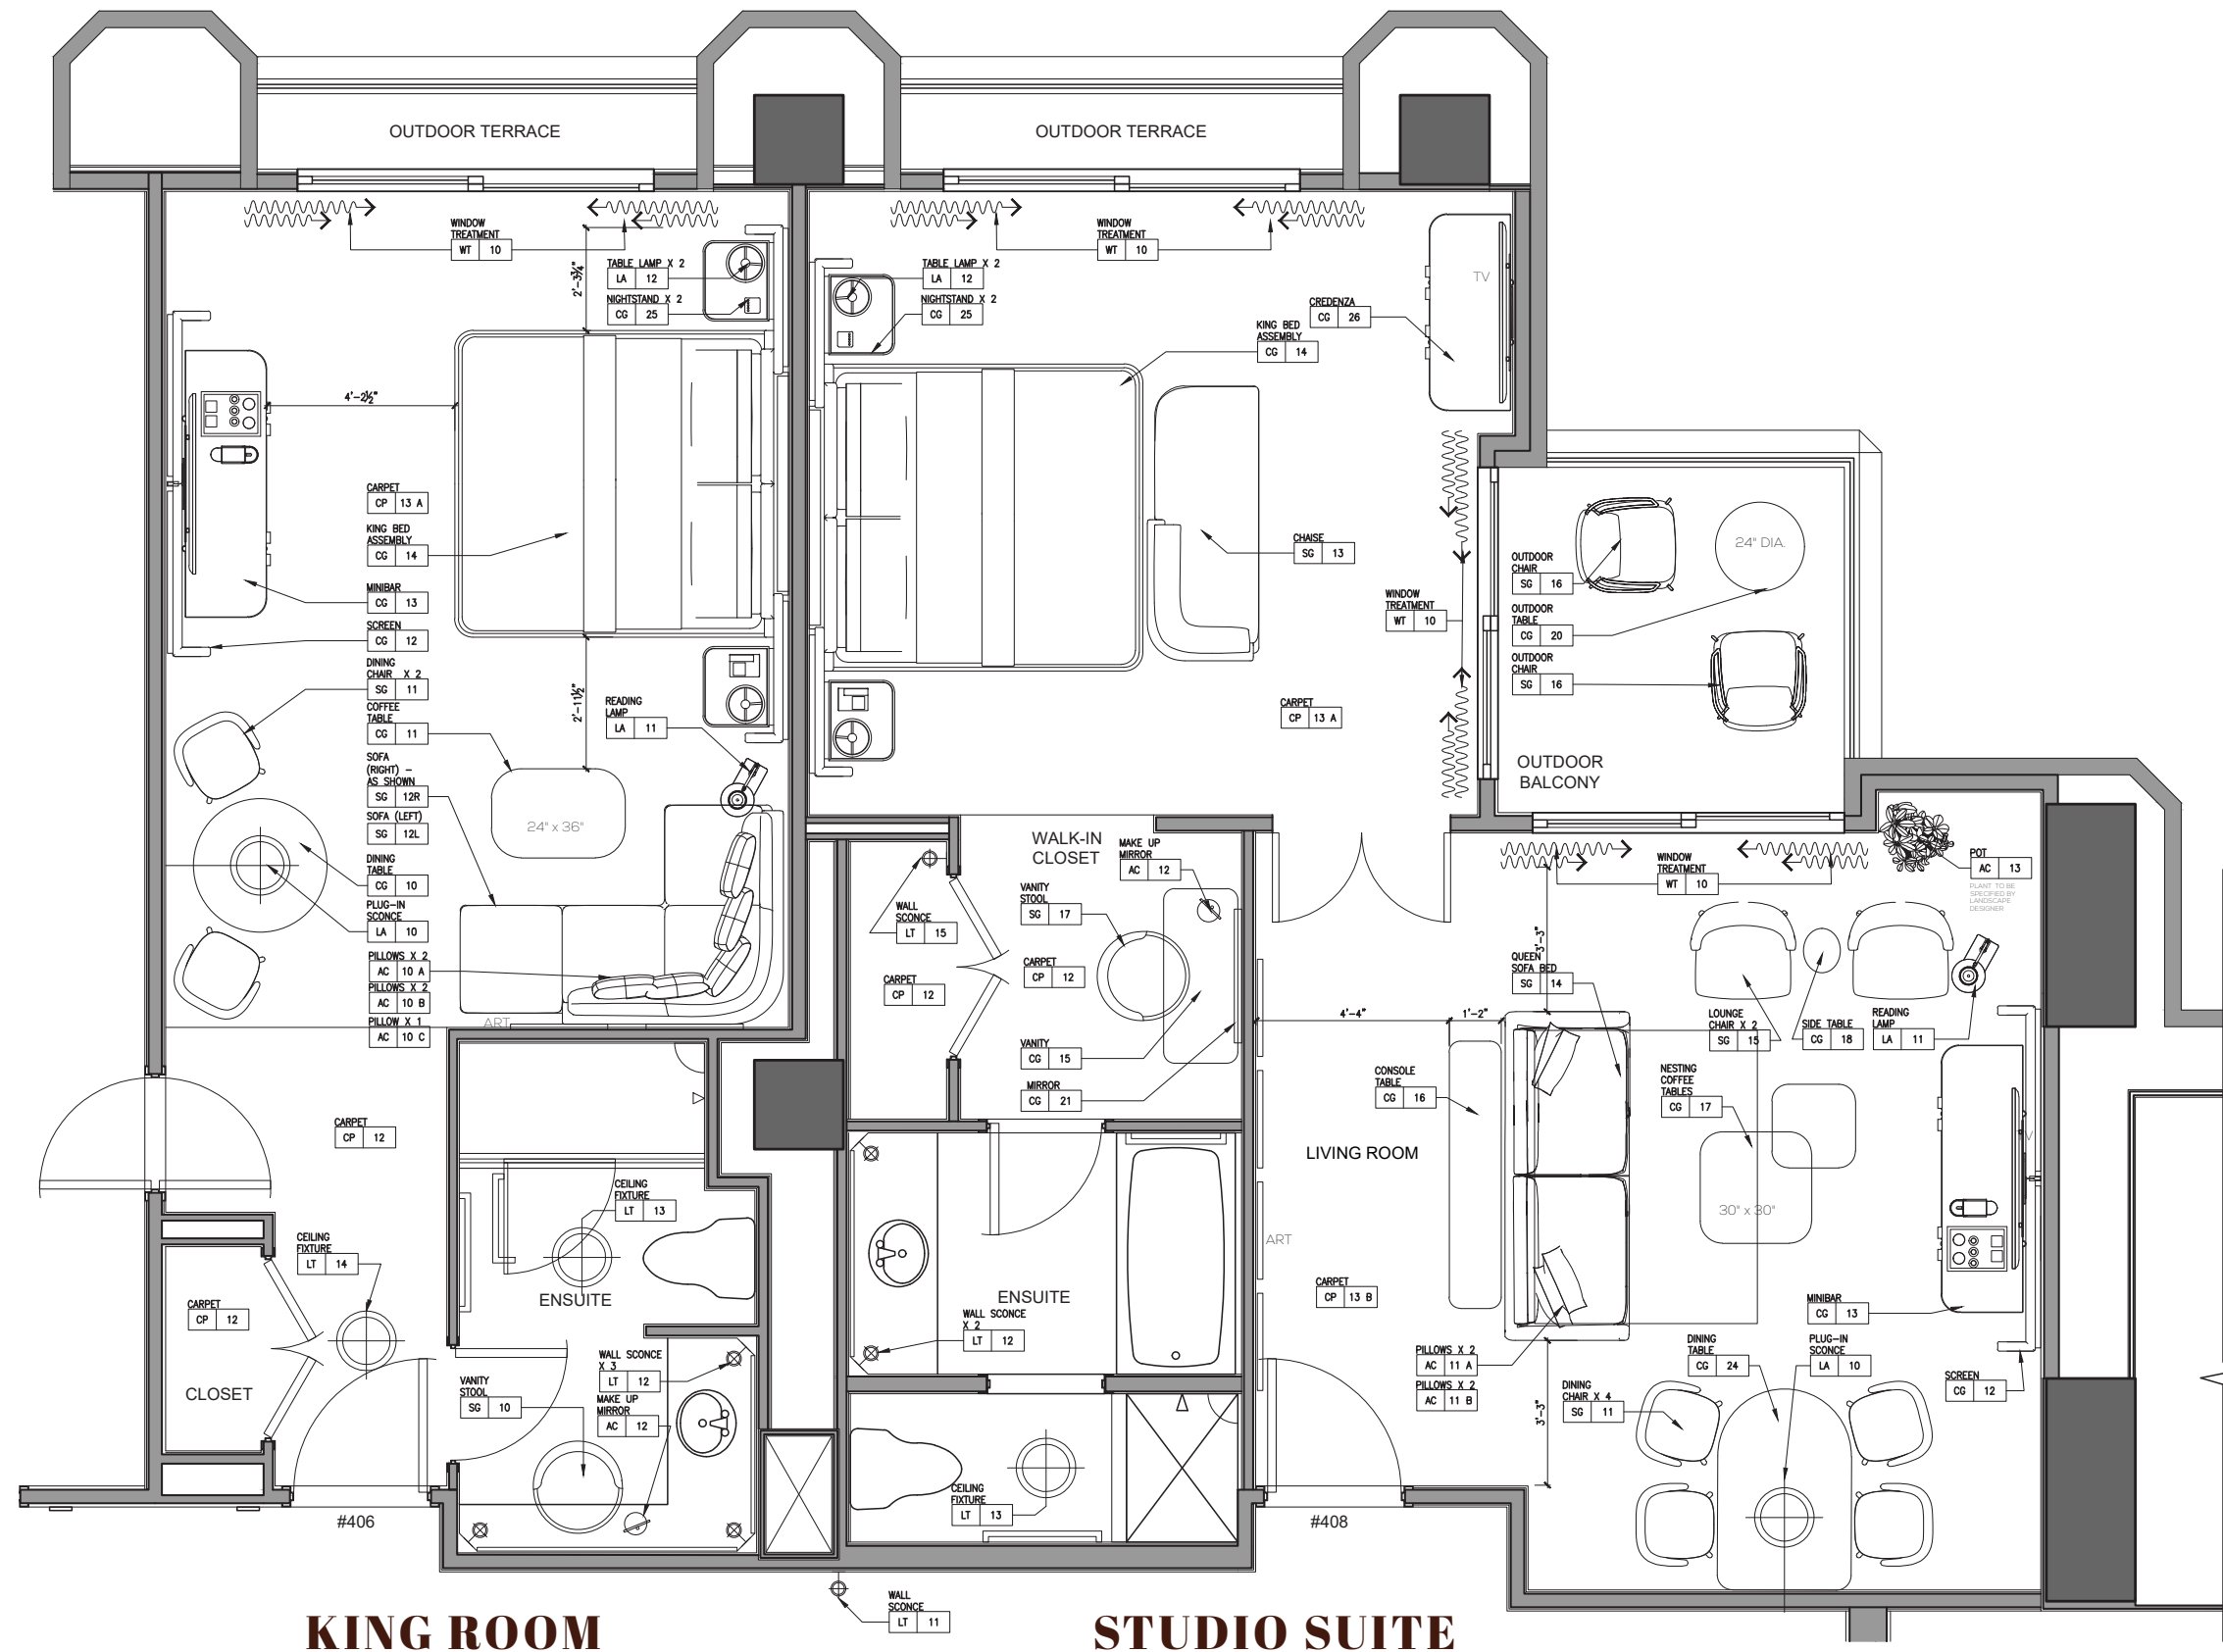 OUTDOOR TERRACE
OUTDOOR TERRACE
WINDOW
TREATMENT
WT 10
TABLE LAMP X 2
LA 12
NIGHTSTAND X 2
CG 25
2'-3¾"
4'-2½"
CARPET
CP 13 A
KING BED
ASSEMBLY
CG 14
MINIBAR
CG 13
SCREEN
CG 12
DINING
CHAIR X 2
SG 11
COFFEE
TABLE
CG 11
SOFA
(RIGHT) –
AS SHOWN
SG 12R
SOFA (LEFT)
SG 12L
DINING
TABLE
CG 10
PLUG-IN
SCONCE
LA 10
PILLOWS X 2
AC 10 A
PILLOWS X 2
AC 10 B
PILLOW X 1
AC 10 C
2'-1½"
READING
LAMP
LA 11
24" x 36"
ART
CARPET
CP 12
CEILING
FIXTURE
LT 14
CARPET
CP 12
CLOSET
CEILING
FIXTURE
LT 13
ENSUITE
WALL SCONCE
X 3
LT 12
MAKE UP
MIRROR
AC 12
VANITY
STOOL
SG 10
#406
KING ROOM
WINDOW
TREATMENT
WT 10
TABLE LAMP X 2
LA 12
NIGHTSTAND X 2
CG 25
TV
CREDENZA
CG 26
KING BED
ASSEMBLY
CG 14
CHAISE
SG 13
WINDOW
TREATMENT
WT 10
CARPET
CP 13 A
OUTDOOR
CHAIR
SG 16
24" DIA.
OUTDOOR
TABLE
CG 20
OUTDOOR
CHAIR
SG 16
OUTDOOR
BALCONY
WALK-IN
CLOSET
MAKE UP
MIRROR
AC 12
VANITY
STOOL
SG 17
WALL
SCONCE
LT 15
CARPET
CP 12
CARPET
CP 12
VANITY
CG 15
MIRROR
CG 21
WINDOW
TREATMENT
WT 10
POT
AC 13
PLANT TO BE
SPECIFIED BY
LANDSCAPE
DESIGNER
QUEEN
SOFA BED
SG 14
3'-3"
4'-4"
1'-2"
LOUNGE
CHAIR X 2
SG 15
SIDE TABLE
CG 18
READING
LAMP
LA 11
CONSOLE
TABLE
CG 16
NESTING
COFFEE
TABLES
CG 17
LIVING ROOM
30" x 30"
ART
ENSUITE
WALL SCONCE
X 2
LT 12
CARPET
CP 13 B
MINIBAR
CG 13
PILLOWS X 2
AC 11 A
PILLOWS X 2
AC 11 B
DINING
TABLE
CG 24
PLUG-IN
SCONCE
LA 10
SCREEN
CG 12
DINING
CHAIR X 4
SG 11
3'-3"
CEILING
FIXTURE
LT 13
#408
WALL
SCONCE
LT 11
STUDIO SUITE